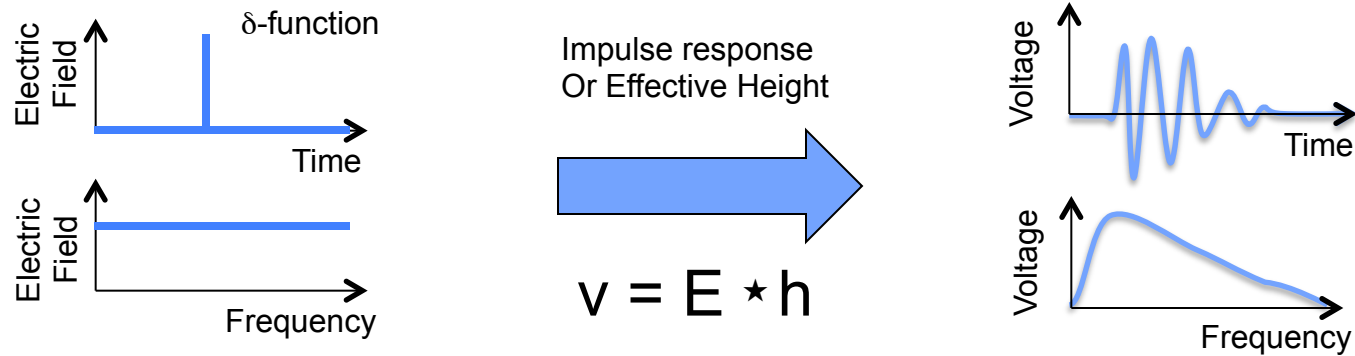 δ-function
Electric
Field
Time
Electric
Field
Frequency
Impulse response
Or Effective Height
v = E ⋆ h
Voltage
Time
Voltage
Frequency